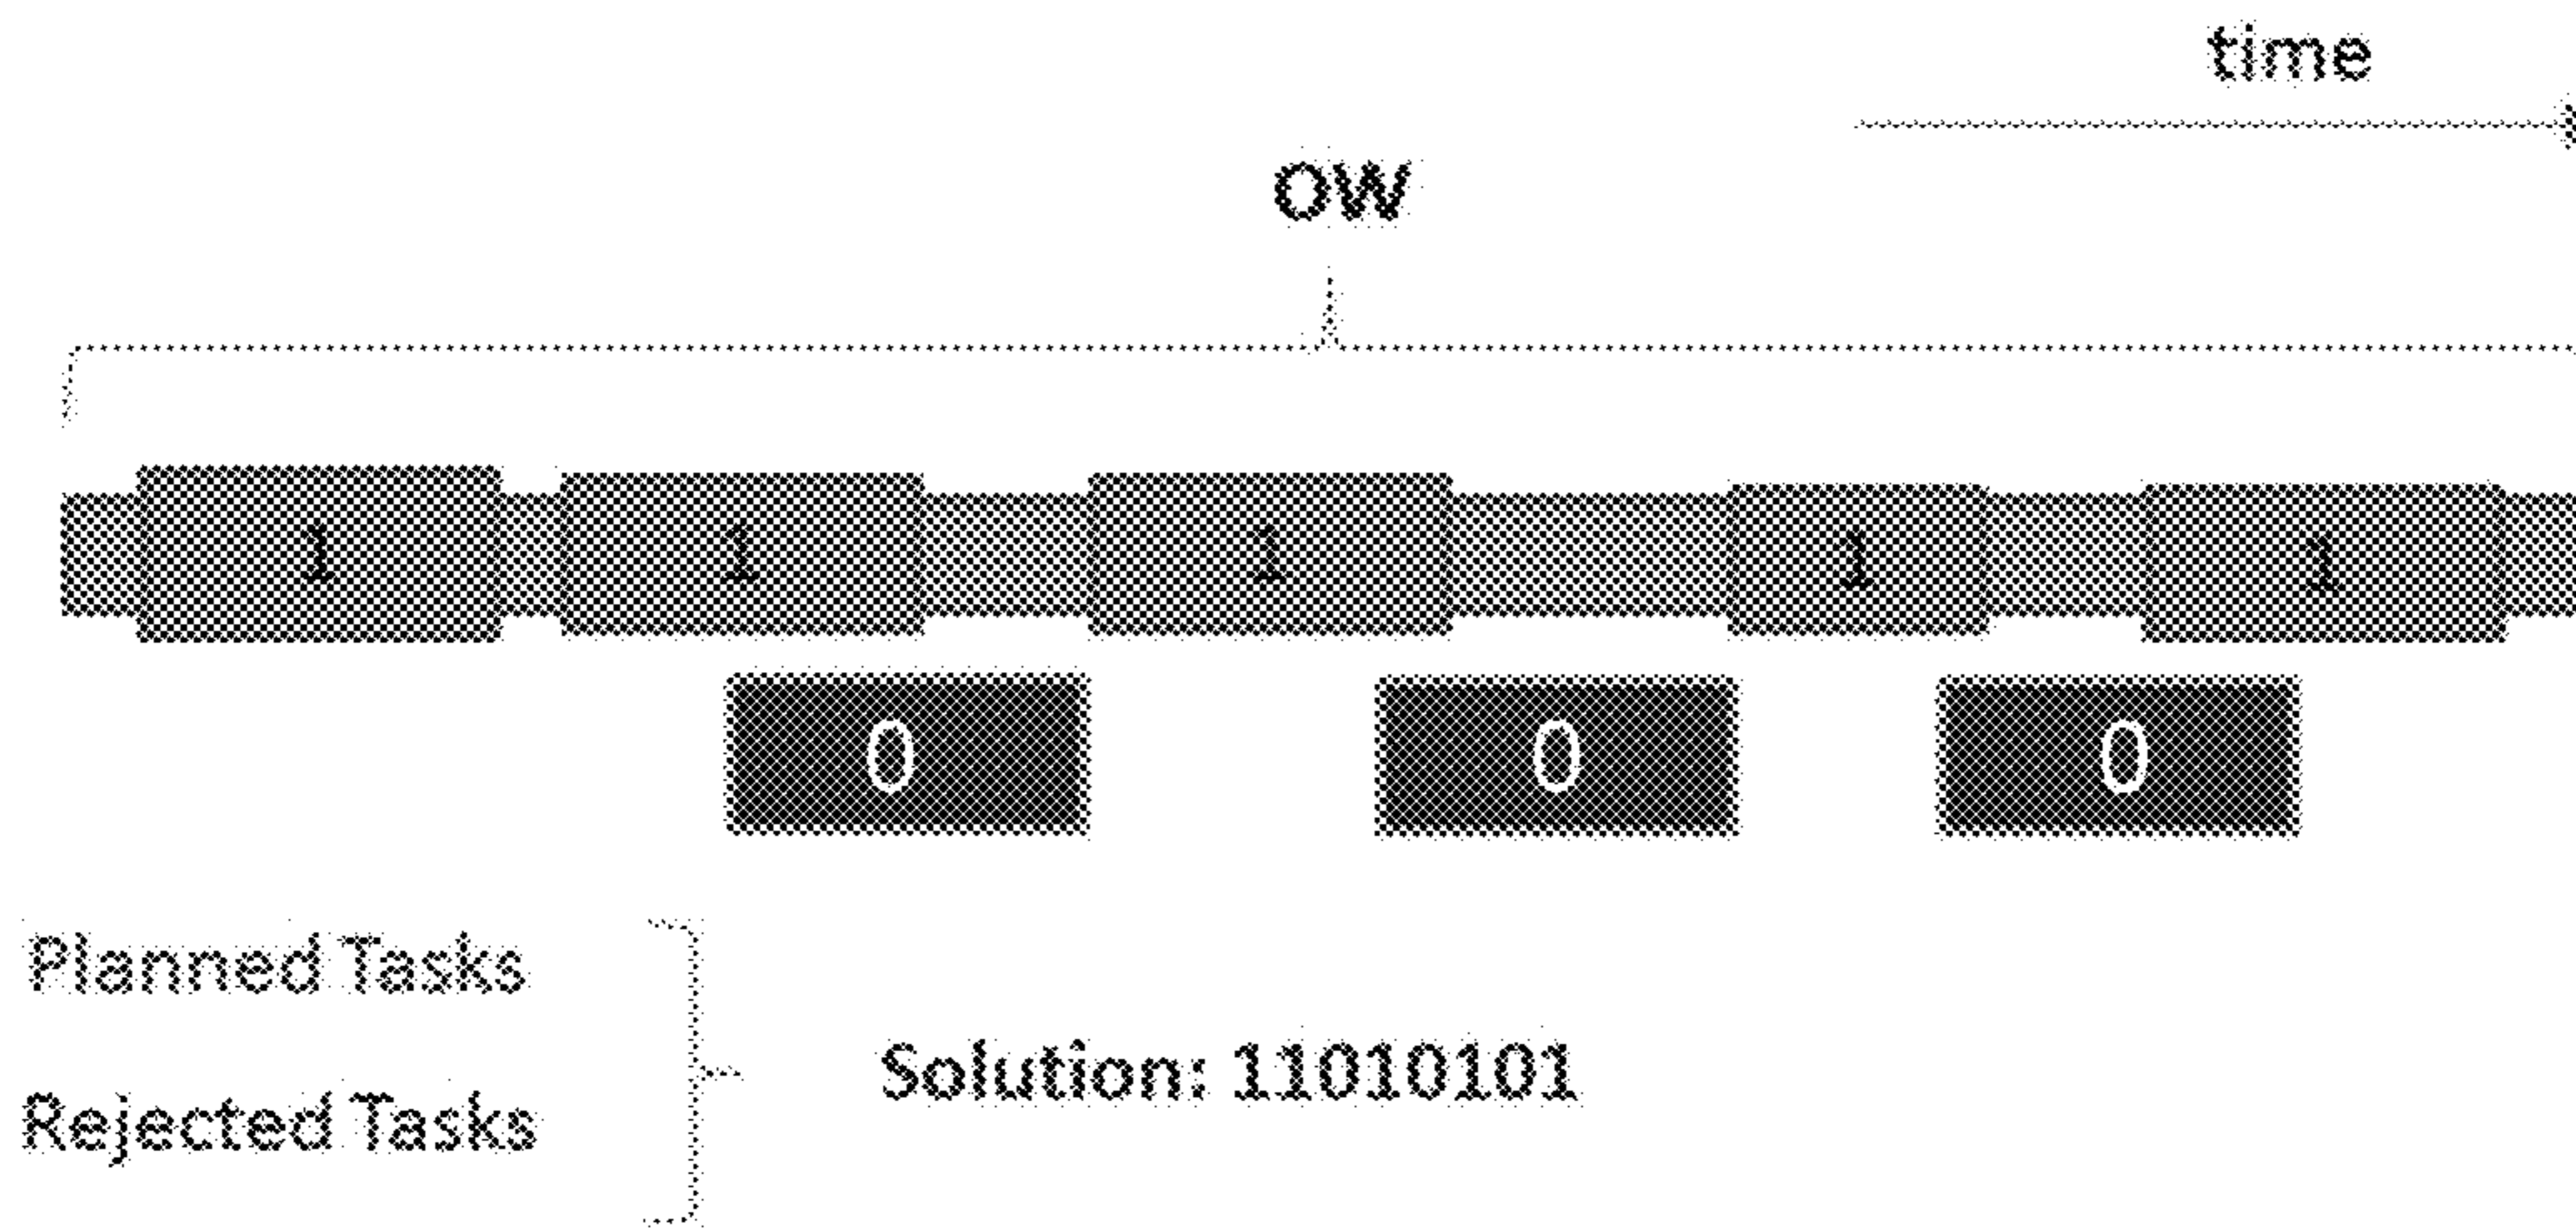 time
OW
1 1 1 1 1
0 0 0
Planned Tasks
Solution: 11010101
Rejected Tasks